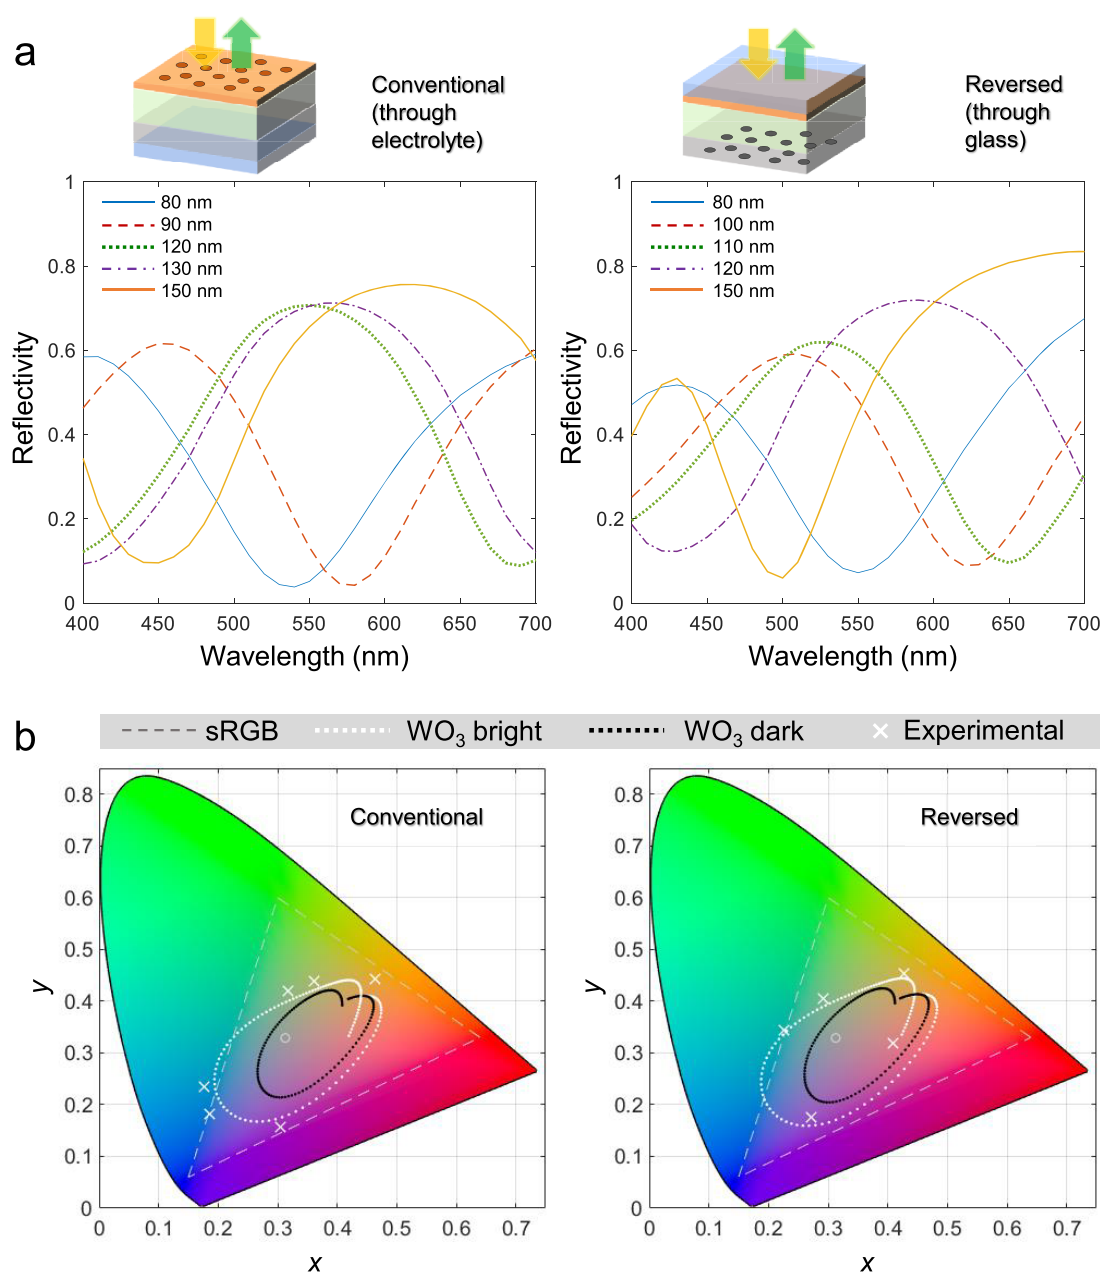 a
Conventional
(through
electrolyte)
Reversed
(through
glass)
1
0.8
0.6
0.4
0.2
0
80 nm
90 nm
120 nm
130 nm
150 nm
Reflectivity
400 450 500 550 600 650 700
Wavelength (nm)
1
0.8
0.6
0.4
0.2
0
80 nm
100 nm
110 nm
120 nm
150 nm
Reflectivity
400 450 500 550 600 650 700
Wavelength (nm)
b
sRGB WO3 bright WO3 dark × Experimental
Conventional
0.8
0.7
0.6
0.5
0.4
0.3
0.2
0.1
0
y
0 0.1 0.2 0.3 0.4 0.5 0.6 0.7
x
Reversed
0.8
0.7
0.6
0.5
0.4
0.3
0.2
0.1
0
y
0 0.1 0.2 0.3 0.4 0.5 0.6 0.7
x